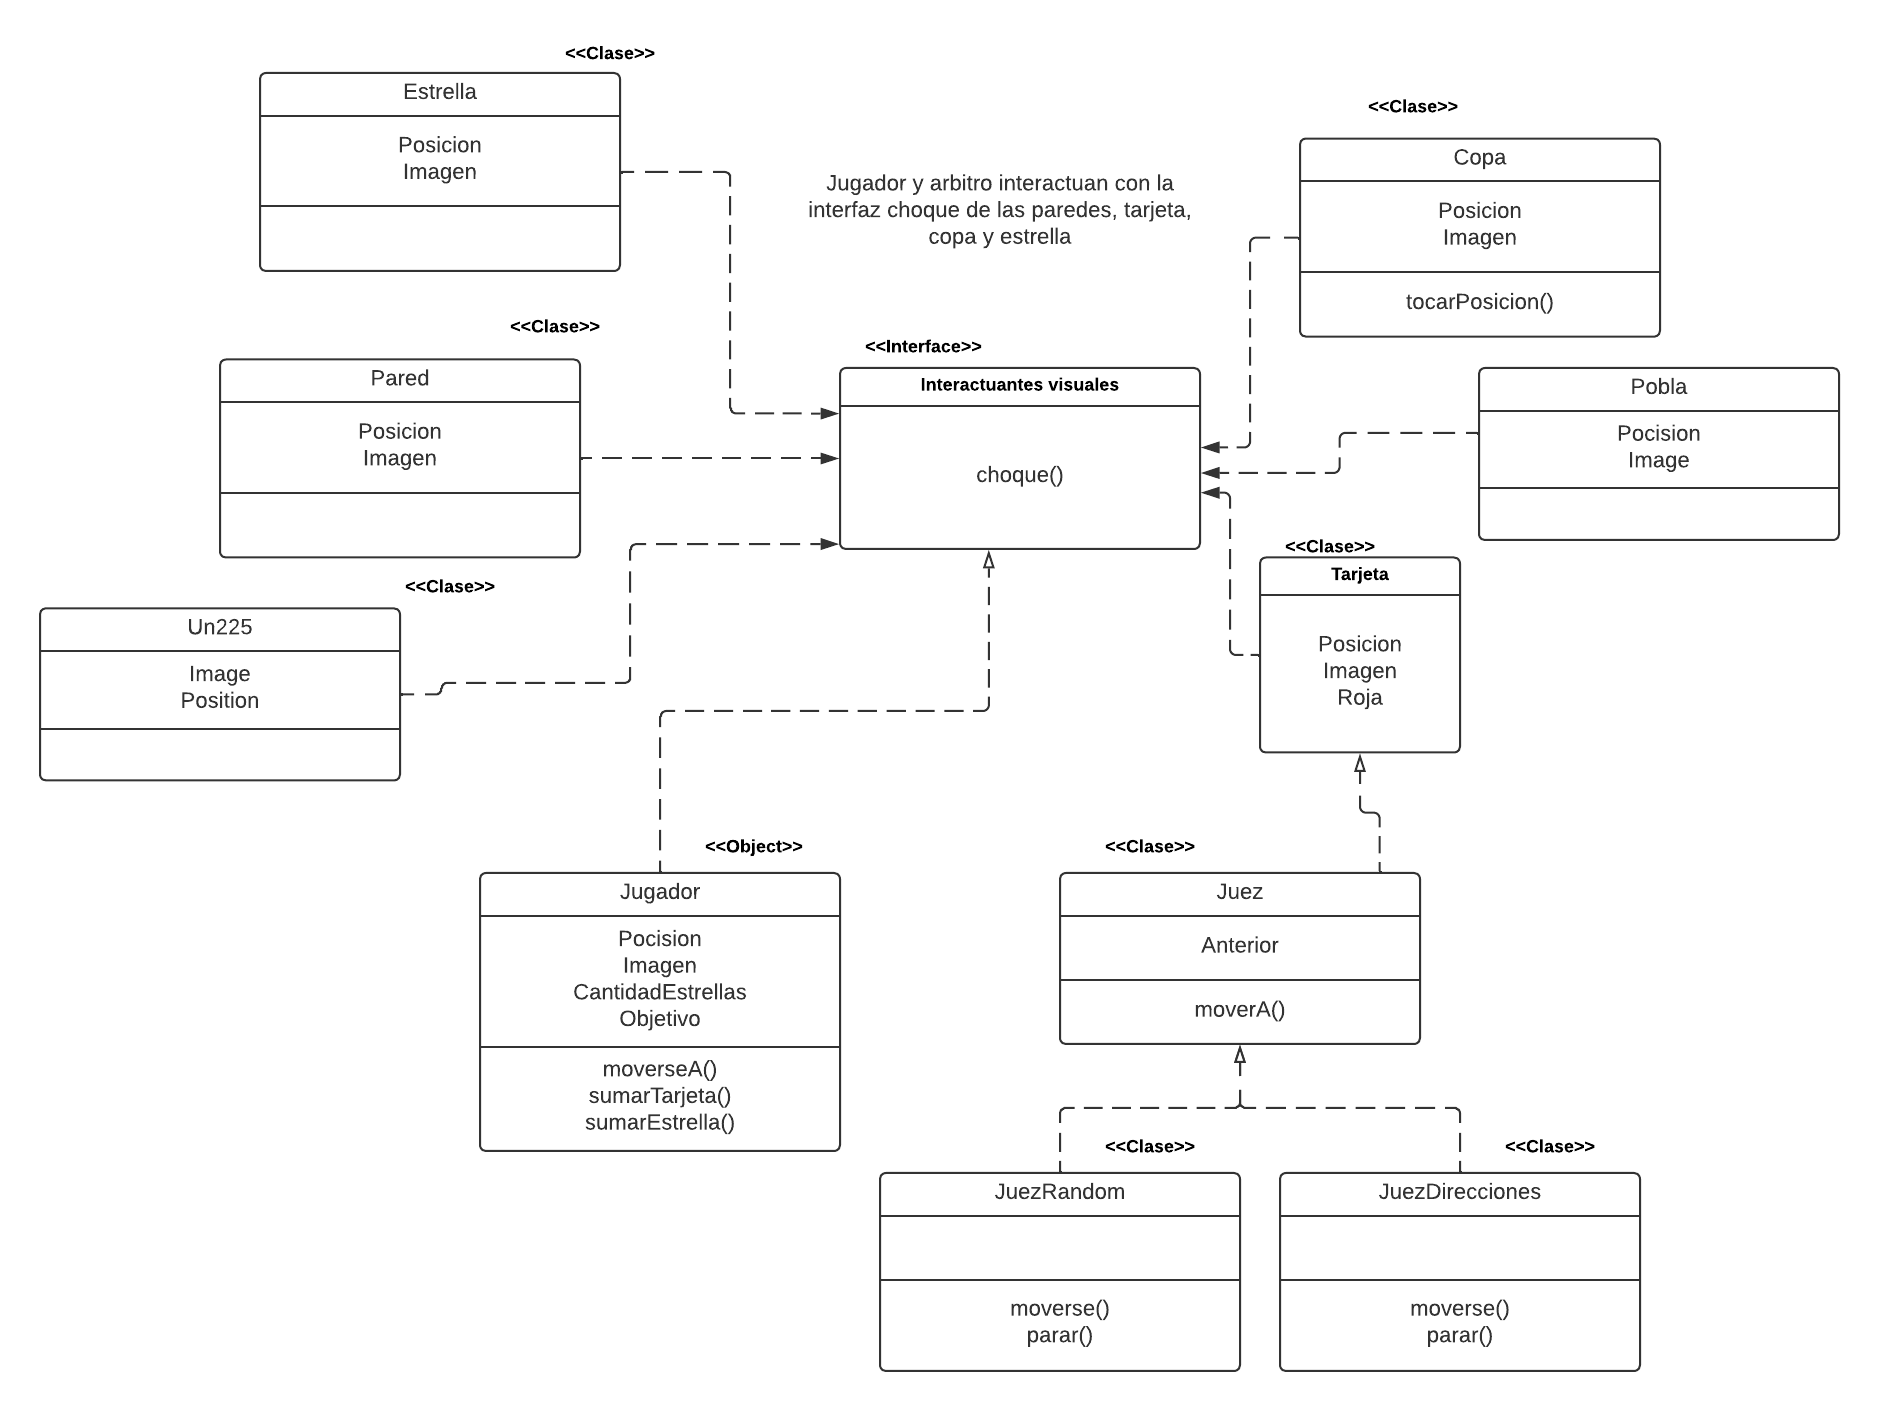 <<Clase>>
Estrella
Posicion
Imagen
<<Clase>>
Copa
Posicion
Imagen
tocarPosicion()
Jugador y arbitro interactuan con la
interfaz choque de las paredes, tarjeta,
copa y estrella
<<Clase>>
Pared
Posicion
Imagen
<<Interface>>
Interactuantes visuales
choque()
Pobla
Pocision
Image
<<Clase>>
Tarjeta
Posicion
Imagen
Roja
<<Clase>>
Un225
Image
Position
<<Object>>
Jugador
Pocision
Imagen
CantidadEstrellas
Objetivo
moverseA()
sumarTarjeta()
sumarEstrella()
<<Clase>>
Juez
Anterior
moverA()
<<Clase>>
JuezRandom
moverse()
parar()
<<Clase>>
JuezDirecciones
moverse()
parar()